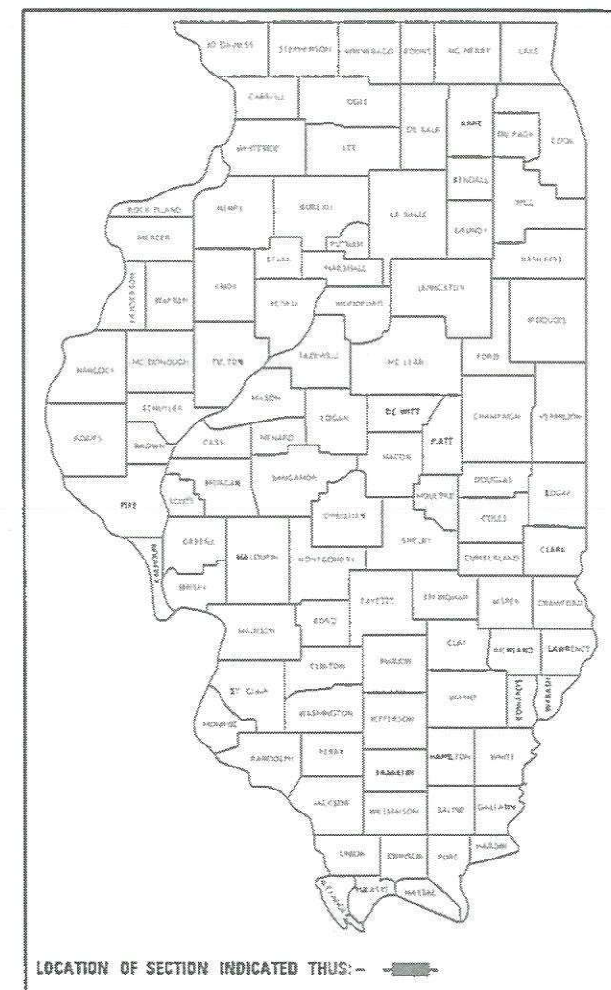 JO DAVIESS STEPHENSON WINNEBAGO BOONE MC HENRY LAKE
CARROLL OGLE DE KALB KANE DU PAGE COOK
WHITESIDE LEE KENDALL WILL
ROCK ISLAND HENRY BUREAU LA SALLE GRUNDY
MERCER PUTNAM KANKAKEE
STARK MARSHALL
HENDERSON WARREN KNOX PEORIA WOODFORD LIVINGSTON IROQUOIS
HANCOCK MC DONOUGH FULTON TAZEWELL MC LEAN FORD
SCHUYLER MASON LOGAN DE WITT CHAMPAIGN VERMILION
ADAMS BROWN CASS MENARD MACON PIATT
PIKE SCOTT MORGAN SANGAMON MOULTRIE DOUGLAS EDGAR
CHRISTIAN COLES
GREENE SHELBY CLARK
CALHOUN MACOUPIN MONTGOMERY CUMBERLAND
JERSEY FAYETTE EFFINGHAM JASPER CRAWFORD
MADISON BOND CLAY RICHLAND LAWRENCE
CLINTON MARION
ST CLAIR WAYNE EDWARDS WABASH
MONROE WASHINGTON JEFFERSON
RANDOLPH PERRY HAMILTON WHITE
FRANKLIN
JACKSON WILLIAMSON SALINE GALLATIN
UNION JOHNSON POPE HARDIN
ALEXANDER PULASKI MASSAC
LOCATION OF SECTION INDICATED THUS: -